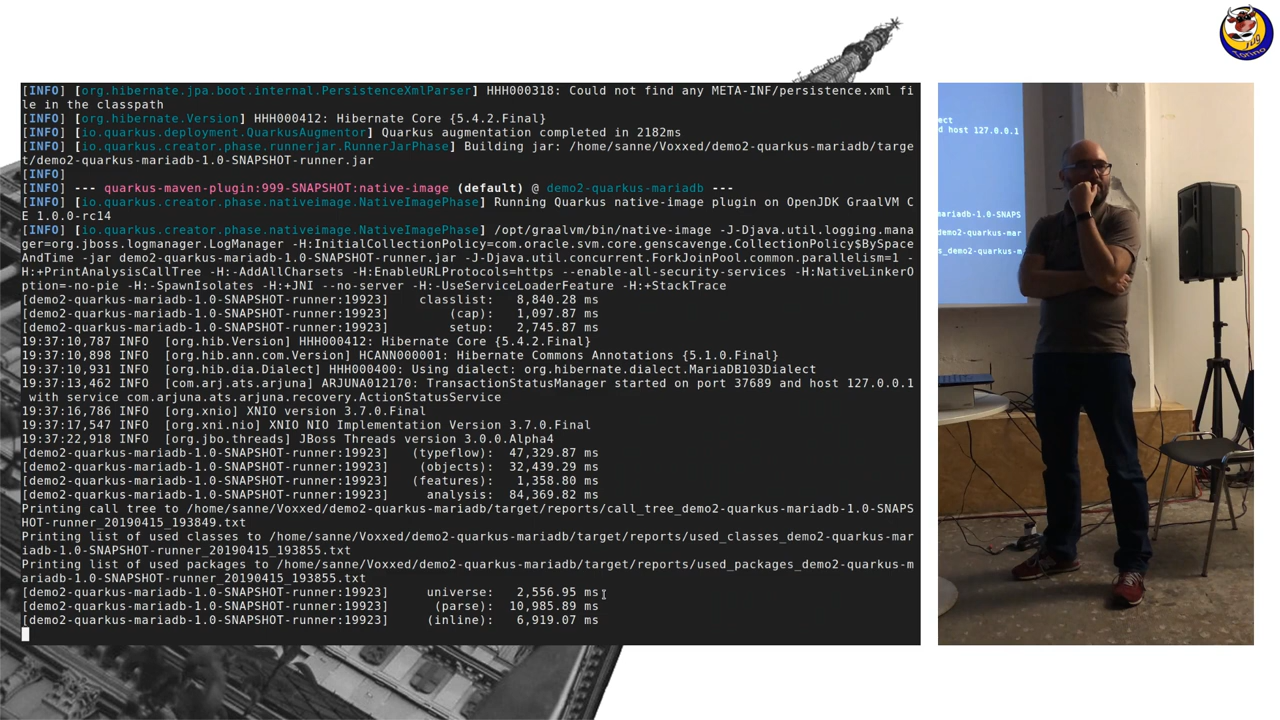 [INFO] [org.hibernate.jpa.boot.internal.PersistenceXmlParser] HHH000318: Could not find any META-INF/persistence.xml fi
le in the classpath
[INFO] [org.hibernate.Version] HHH000412: Hibernate Core {5.4.2.Final}
[INFO] [io.quarkus.deployment.QuarkusAugmentor] Quarkus augmentation completed in 2182ms
[INFO] [io.quarkus.creator.phase.runnerjar.RunnerJarPhase] Building jar: /home/sanne/Voxxed/demo2-quarkus-mariadb/targe
t/demo2-quarkus-mariadb-1.0-SNAPSHOT-runner.jar
[INFO]
[INFO] --- quarkus-maven-plugin:999-SNAPSHOT:native-image (default) @ demo2-quarkus-mariadb ---
[INFO] [io.quarkus.creator.phase.nativeimage.NativeImagePhase] Running Quarkus native-image plugin on OpenJDK GraalVM C
E 1.0.0-rc14
[INFO] [io.quarkus.creator.phase.nativeimage.NativeImagePhase] /opt/graalvm/bin/native-image -J-Djava.util.logging.mana
ger=org.jboss.logmanager.LogManager -H:InitialCollectionPolicy=com.oracle.svm.core.genscavenge.CollectionPolicy$BySpace
AndTime -jar demo2-quarkus-mariadb-1.0-SNAPSHOT-runner.jar -J-Djava.util.concurrent.ForkJoinPool.common.parallelism=1 -
H:+PrintAnalysisCallTree -H:-AddAllCharsets -H:EnableURLProtocols=https --enable-all-security-services -H:NativeLinkerO
ption=-no-pie -H:-SpawnIsolates -H:+JNI --no-server -H:-UseServiceLoaderFeature -H:+StackTrace
[demo2-quarkus-mariadb-1.0-SNAPSHOT-runner:19923] classlist: 8,840.28 ms
[demo2-quarkus-mariadb-1.0-SNAPSHOT-runner:19923] (cap): 1,097.87 ms
[demo2-quarkus-mariadb-1.0-SNAPSHOT-runner:19923] setup: 2,745.87 ms
19:37:10,787 INFO [org.hib.Version] HHH000412: Hibernate Core {5.4.2.Final}
19:37:10,898 INFO [org.hib.ann.com.Version] HCANN000001: Hibernate Commons Annotations {5.1.0.Final}
19:37:10,931 INFO [org.hib.dia.Dialect] HHH000400: Using dialect: org.hibernate.dialect.MariaDB103Dialect
19:37:13,462 INFO [com.arj.ats.arjuna] ARJUNA012170: TransactionStatusManager started on port 37689 and host 127.0.0.1
with service com.arjuna.ats.arjuna.recovery.ActionStatusService
19:37:16,786 INFO [org.xnio] XNIO version 3.7.0.Final
19:37:17,547 INFO [org.xni.nio] XNIO NIO Implementation Version 3.7.0.Final
19:37:22,918 INFO [org.jbo.threads] JBoss Threads version 3.0.0.Alpha4
[demo2-quarkus-mariadb-1.0-SNAPSHOT-runner:19923] (typeflow): 47,329.87 ms
[demo2-quarkus-mariadb-1.0-SNAPSHOT-runner:19923] (objects): 32,439.29 ms
[demo2-quarkus-mariadb-1.0-SNAPSHOT-runner:19923] (features): 1,358.80 ms
[demo2-quarkus-mariadb-1.0-SNAPSHOT-runner:19923] analysis: 84,369.82 ms
Printing call tree to /home/sanne/Voxxed/demo2-quarkus-mariadb/target/reports/call_tree_demo2-quarkus-mariadb-1.0-SNAPS
HOT-runner_20190415_193849.txt
Printing list of used classes to /home/sanne/Voxxed/demo2-quarkus-mariadb/target/reports/used_classes_demo2-quarkus-mar
iadb-1.0-SNAPSHOT-runner_20190415_193855.txt
Printing list of used packages to /home/sanne/Voxxed/demo2-quarkus-mariadb/target/reports/used_packages_demo2-quarkus-m
ariadb-1.0-SNAPSHOT-runner_20190415_193855.txt
[demo2-quarkus-mariadb-1.0-SNAPSHOT-runner:19923] universe: 2,556.95 ms
[demo2-quarkus-mariadb-1.0-SNAPSHOT-runner:19923] (parse): 10,985.89 ms
[demo2-quarkus-mariadb-1.0-SNAPSHOT-runner:19923] (inline): 6,919.07 ms
jug
Torino
ect
d host 127.0.0.1
mariadb-1.0-SNAPS
demo2-quarkus-mar
s_demo2-quarkus-m